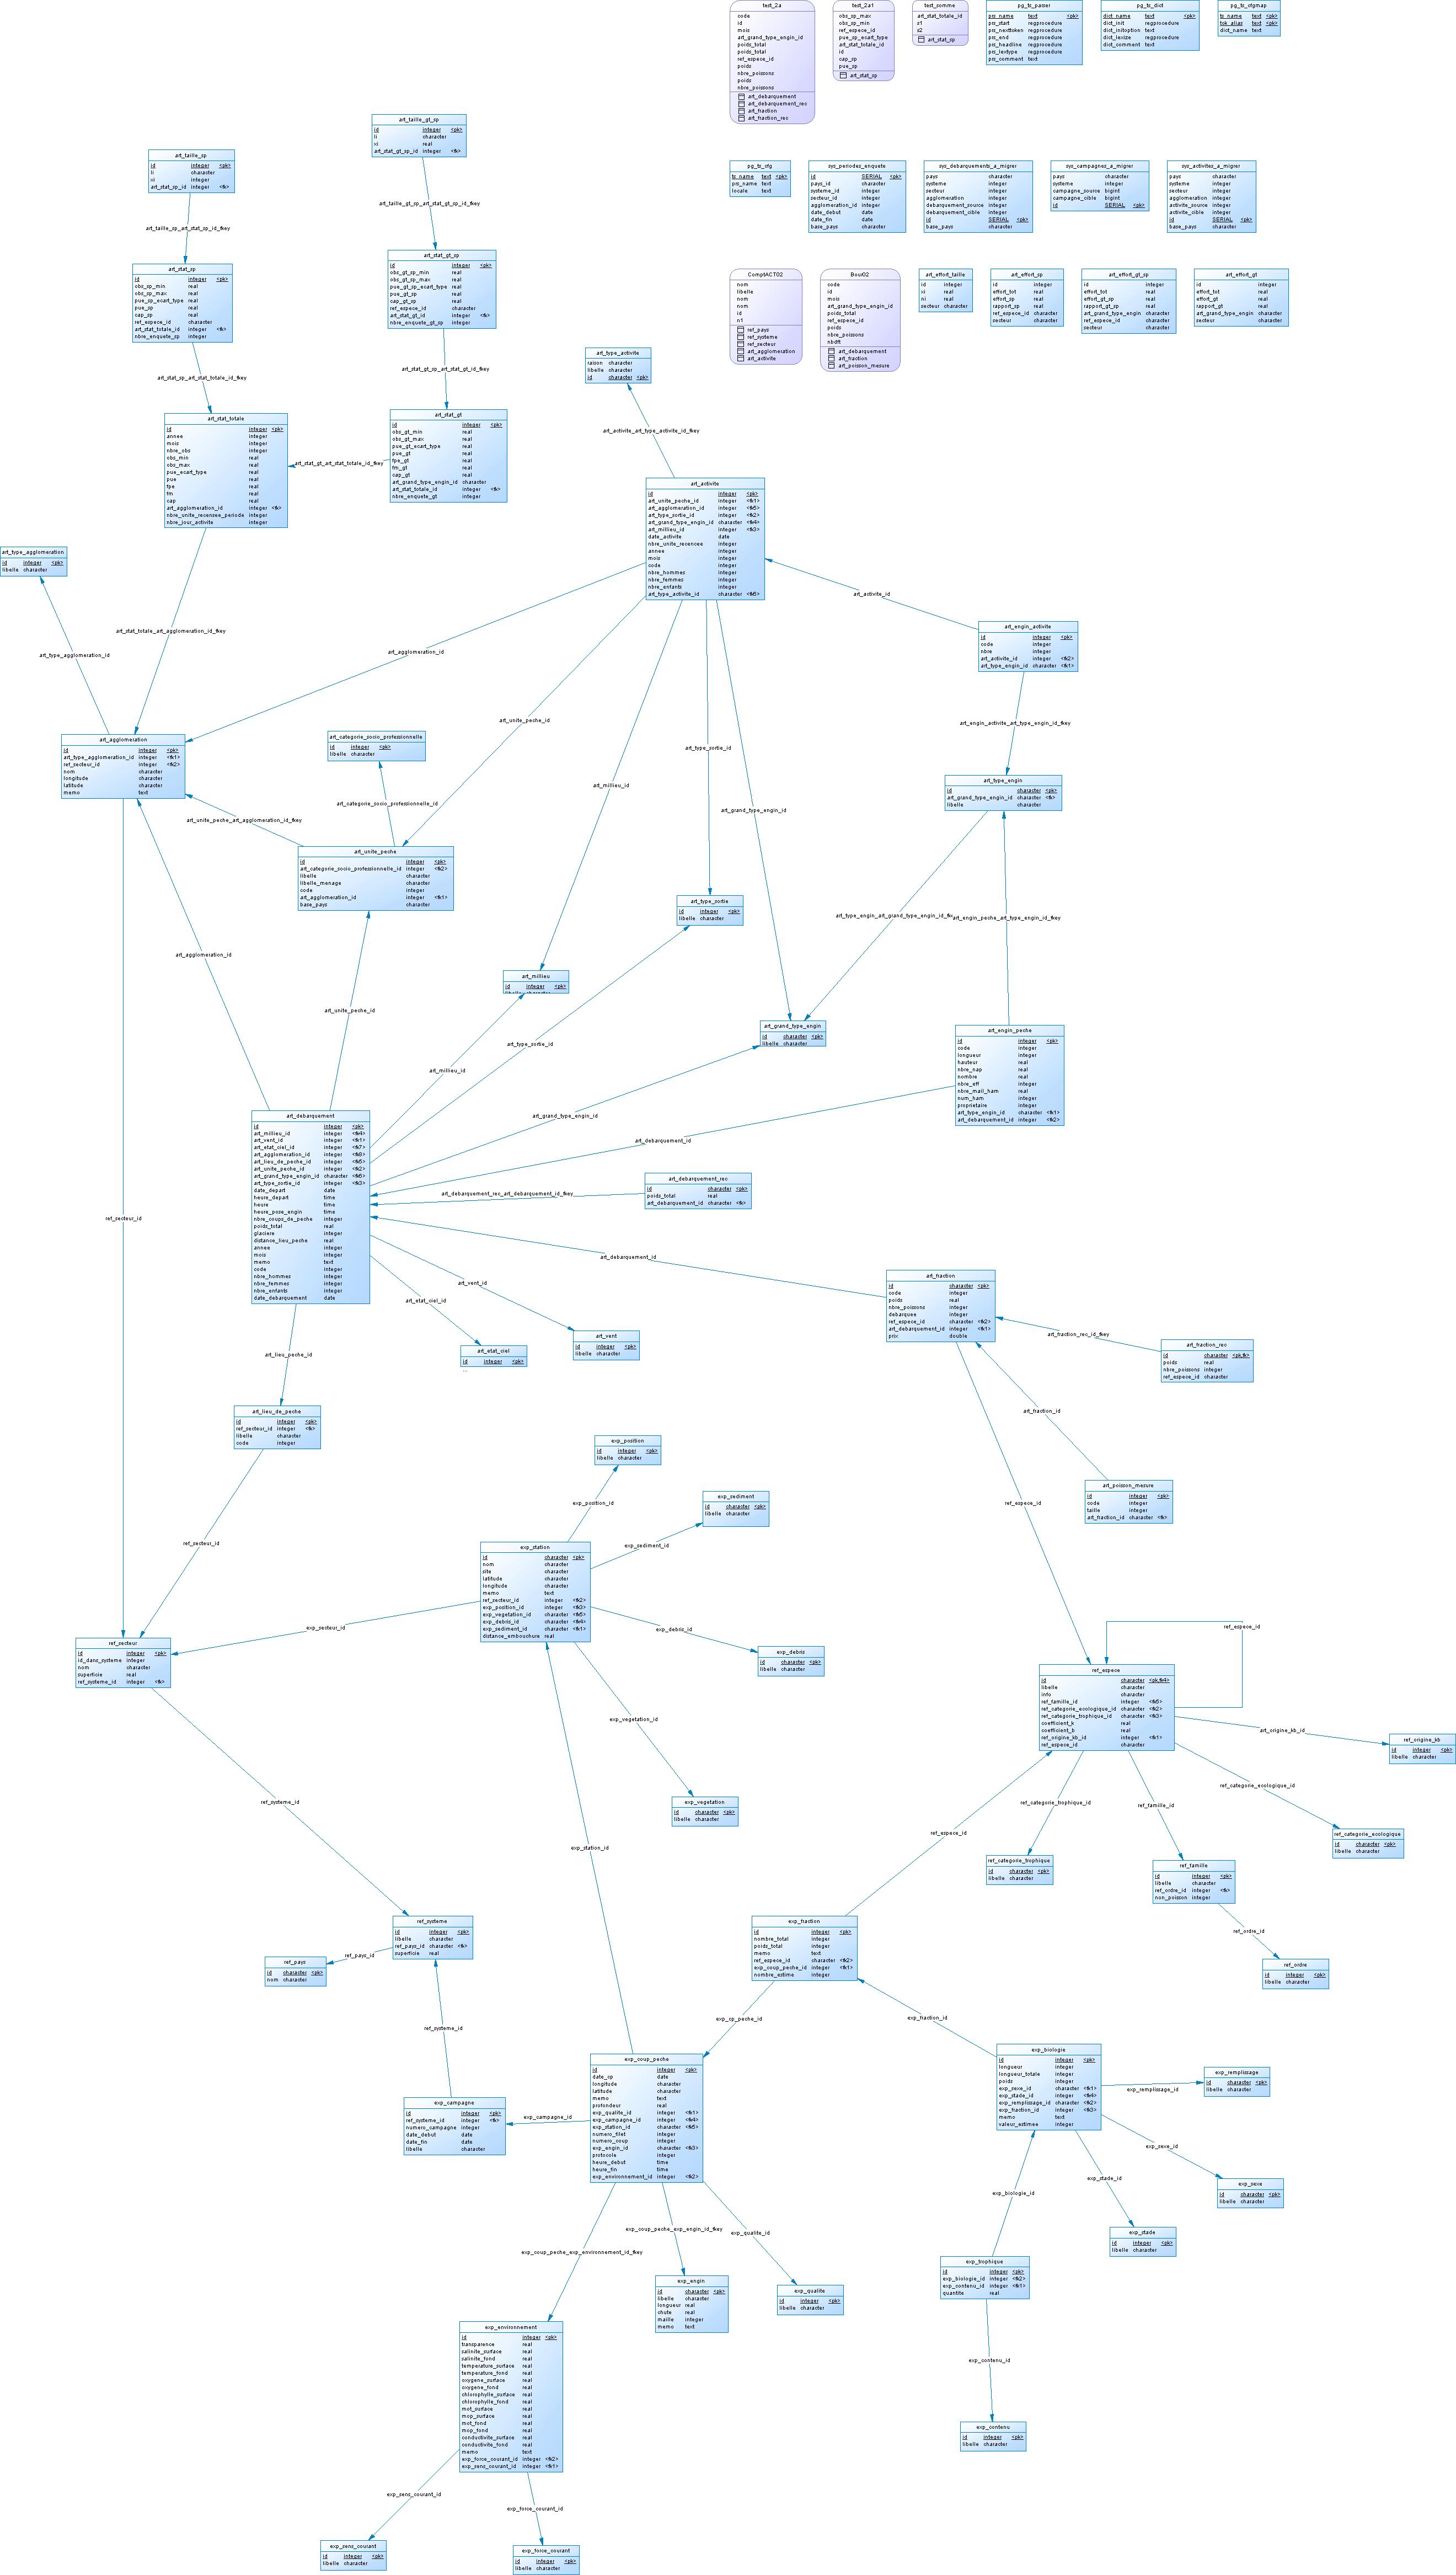 test_2a
code
id
mois
art_grand_type_engin_id
poids_total
poids_total
ref_espece_id
poids
nbre_poissons
poids
nbre_poissons
art_debarquement
art_debarquement_rec
art_fraction
art_fraction_rec
test_2a1
obs_sp_max
obs_sp_min
ref_espece_id
pue_sp_ecart_type
art_stat_totale_id
id
cap_sp
pue_sp
art_stat_sp
test_somme
art_stat_totale_id
s1
s2
art_stat_sp
pg_ts_parser
prs_name text <pk>
prs_start regprocedure
prs_nexttoken regprocedure
prs_end regprocedure
prs_headline regprocedure
prs_lextype regprocedure
prs_comment text
pg_ts_dict
dict_name text <pk>
dict_init regprocedure
dict_initoption text
dict_lexize regprocedure
dict_comment text
pg_ts_cfgmap
ts_name text <pk>
tok_alias text <pk>
dict_name text
pg_ts_cfg
ts_name text <pk>
prs_name text
locale text
sys_periodes_enquete
id SERIAL <pk>
pays_id character
systeme_id integer
secteur_id integer
agglomeration_id integer
date_debut date
date_fin date
base_pays character
sys_debarquements_a_migrer
pays character
systeme integer
secteur integer
agglomeration integer
debarquement_source integer
debarquement_cible integer
id SERIAL <pk>
base_pays character
sys_campagnes_a_migrer
pays character
systeme integer
campagne_source bigint
campagne_cible bigint
id SERIAL <pk>
sys_activites_a_migrer
pays character
systeme integer
secteur integer
agglomeration integer
activite_source integer
activite_cible integer
id SERIAL <pk>
base_pays character
ComptACT02
nom
libelle
nom
nom
id
n1
ref_pays
ref_systeme
ref_secteur
art_agglomeration
art_activite
Bour02
code
id
mois
art_grand_type_engin_id
poids_total
ref_espece_id
poids
nbre_poissons
nbdft
art_debarquement
art_fraction
art_poisson_mesure
art_effort_taille
id integer
xi real
ni real
secteur character
art_effort_sp
id integer
effort_tot real
effort_sp real
rapport_sp real
ref_espece_id character
secteur character
art_effort_gt_sp
id integer
effort_tot real
effort_gt_sp real
rapport_gt_sp real
art_grand_type_engin character
ref_espece_id character
secteur character
art_effort_gt
id integer
effort_tot real
effort_gt real
rapport_gt real
art_grand_type_engin character
secteur character
art_taille_gt_sp
id integer <pk>
li character
xi real
art_stat_gt_sp_id integer <fk>
art_taille_sp
id integer <pk>
li character
xi integer
art_stat_sp_id integer <fk>
art_taille_gt_sp_art_stat_gt_sp_id_fkey
art_taille_sp_art_stat_sp_id_fkey
art_stat_gt_sp
id integer <pk>
obs_gt_sp_min real
obs_gt_sp_max real
pue_gt_sp_ecart_type real
pue_gt_sp real
cap_gt_sp real
ref_espece_id character
art_stat_gt_id integer <fk>
nbre_enquete_gt_sp integer
art_stat_sp
id integer <pk>
obs_sp_min real
obs_sp_max real
pue_sp_ecart_type real
pue_sp real
cap_sp real
ref_espece_id character
art_stat_totale_id integer <fk>
nbre_enquete_sp integer
art_stat_gt_sp_art_stat_gt_id_fkey
art_stat_sp_art_stat_totale_id_fkey
art_type_activite
raison character
libelle character
id character <pk>
art_activite_art_type_activite_id_fkey
art_stat_totale
id integer <pk>
annee integer
mois integer
nbre_obs integer
obs_min real
obs_max real
pue_ecart_type real
pue real
fpe real
fm real
cap real
art_agglomeration_id integer <fk>
nbre_unite_recensee_periode integer
nbre_jour_activite integer
art_stat_gt_art_stat_totale_id_fkey
art_stat_gt
id integer <pk>
obs_gt_min real
obs_gt_max real
pue_gt_ecart_type real
pue_gt real
fpe_gt real
fm_gt real
cap_gt real
art_grand_type_engin_id character
art_stat_totale_id integer <fk>
nbre_enquete_gt integer
art_activite
id integer <pk>
art_unite_peche_id integer <fk1>
art_agglomeration_id integer <fk5>
art_type_sortie_id integer <fk2>
art_grand_type_engin_id character <fk4>
art_millieu_id integer <fk3>
date_activite date
nbre_unite_recencee integer
annee integer
mois integer
code integer
nbre_hommes integer
nbre_femmes integer
nbre_enfants integer
art_type_activite_id character <fk6>
art_type_agglomeration
id integer <pk>
libelle character
art_activite_id
art_stat_totale_art_agglomeration_id_fkey
art_type_agglomeration_id
art_agglomeration_id
art_engin_activite
id integer <pk>
code integer
nbre integer
art_activite_id integer <fk2>
art_type_engin_id character <fk1>
art_unite_peche_id
art_engin_activite_art_type_engin_id_fkey
art_agglomeration
id integer <pk>
art_type_agglomeration_id integer <fk1>
ref_secteur_id integer <fk2>
nom character
longitude character
latitude character
memo text
art_categorie_socio_professionnelle
id integer <pk>
libelle character
art_type_sortie_id
art_millieu_id
art_categorie_socio_professionnelle_id
art_grand_type_engin_id
art_unite_peche_art_agglomeration_id_fkey
art_type_engin
id character <pk>
art_grand_type_engin_id character <fk>
libelle character
art_unite_peche
id integer <pk>
art_categorie_socio_professionnelle_id integer <fk2>
libelle character
libelle_menage character
code integer
art_agglomeration_id integer <fk1>
base_pays character
art_type_sortie
id integer <pk>
libelle character
art_type_engin_art_grand_type_engin_id_fk
art_engin_peche_art_type_engin_id_fkey
art_agglomeration_id
art_unite_peche_id
art_millieu
id integer <pk>
art_type_sortie_id
art_millieu_id
art_grand_type_engin
id character <pk>
libelle character
art_engin_peche
id integer <pk>
code integer
longueur integer
hauteur real
nbre_nap real
nombre real
nbre_eff integer
nbre_mail_ham real
num_ham integer
proprietaire integer
art_type_engin_id character <fk1>
art_debarquement_id integer <fk2>
art_grand_type_engin_id
art_debarquement_id
art_debarquement
id integer <pk>
art_millieu_id integer <fk4>
art_vent_id integer <fk1>
art_etat_ciel_id integer <fk7>
art_agglomeration_id integer <fk8>
art_lieu_de_peche_id integer <fk5>
art_unite_peche_id integer <fk2>
art_grand_type_engin_id character <fk6>
art_type_sortie_id integer <fk3>
date_depart date
heure_depart time
heure time
heure_pose_engin time
nbre_coups_de_peche integer
poids_total real
glaciere integer
distance_lieu_peche real
annee integer
mois integer
memo text
code integer
nbre_hommes integer
nbre_femmes integer
nbre_enfants integer
date_debarquement date
art_debarquement_rec_art_debarquement_id_fkey
art_debarquement_rec
id character <pk>
poids_total real
art_debarquement_id character <fk>
ref_secteur_id
art_debarquement_id
art_vent_id
art_etat_ciel_id
art_fraction
id character <pk>
code integer
poids real
nbre_poissons integer
debarquee integer
ref_espece_id character <fk2>
art_debarquement_id integer <fk1>
prix double
art_fraction_rec_id_fkey
art_fraction_rec
id character <pk,fk>
poids real
nbre_poissons integer
ref_espece_id character
art_vent
id integer <pk>
libelle character
art_etat_ciel
id integer <pk>
...
art_lieu_peche_id
art_lieu_de_peche
id integer <pk>
ref_secteur_id integer <fk>
libelle character
code integer
art_fraction_id
exp_position
id integer <pk>
libelle character
art_poisson_mesure
id integer <pk>
code integer
taille integer
art_fraction_id character <fk>
exp_position_id
exp_sediment
id character <pk>
libelle character
ref_espece_id
ref_secteur_id
exp_sediment_id
exp_station
id character <pk>
nom character
site character
latitude character
longitude character
memo text
ref_secteur_id integer <fk2>
exp_position_id integer <fk3>
exp_vegetation_id character <fk5>
exp_debris_id character <fk4>
exp_sediment_id character <fk1>
distance_embouchure real
exp_secteur_id
exp_debris_id
ref_espece_id
ref_secteur
id integer <pk>
id_dans_systeme integer
nom character
superficie real
ref_systeme_id integer <fk>
exp_debris
id character <pk>
libelle character
ref_espece
id character <pk,fk4>
libelle character
info character
ref_famille_id integer <fk5>
ref_categorie_ecologique_id character <fk2>
ref_categorie_trophique_id character <fk3>
coefficient_k real
coefficient_b real
ref_origine_kb_id integer <fk1>
ref_espece_id character
exp_vegetation_id
art_origine_kb_id
ref_origine_kb
id integer <pk>
libelle character
ref_systeme_id
exp_vegetation
id character <pk>
libelle character
ref_categorie_ecologique_id
ref_categorie_trophique_id
ref_famille_id
exp_station_id
ref_espece_id
ref_categorie_ecologique
id character <pk>
libelle character
ref_categorie_trophique
id character <pk>
libelle character
ref_famille
id integer <pk>
libelle character
ref_ordre_id integer <fk>
non_poisson integer
ref_systeme
id integer <pk>
libelle character
ref_pays_id character <fk>
superficie real
exp_fraction
id integer <pk>
nombre_total integer
poids_total integer
memo text
ref_espece_id character <fk2>
exp_coup_peche_id integer <fk1>
nombre_estime integer
ref_ordre_id
ref_pays_id
ref_pays
id character <pk>
nom character
ref_ordre
id integer <pk>
libelle character
ref_systeme_id
exp_cp_peche_id
exp_fraction_id
exp_coup_peche
id integer <pk>
date_cp date
longitude character
latitude character
memo text
profondeur real
exp_qualite_id integer <fk1>
exp_campagne_id integer <fk4>
exp_station_id character <fk5>
numero_filet integer
numero_coup integer
exp_engin_id character <fk3>
protocole integer
heure_debut time
heure_fin time
exp_environnement_id integer <fk2>
exp_biologie
id integer <pk>
longueur integer
longueur_totale integer
poids integer
exp_sexe_id character <fk1>
exp_stade_id integer <fk4>
exp_remplissage_id character <fk2>
exp_fraction_id integer <fk3>
memo text
valeur_estimee integer
exp_remplissage_id
exp_remplissage
id character <pk>
libelle character
exp_campagne
id integer <pk>
ref_systeme_id integer <fk>
numero_campagne integer
date_debut date
date_fin date
libelle character
exp_campagne_id
exp_sexe_id
exp_stade_id
exp_sexe
id character <pk>
libelle character
exp_biologie_id
exp_coup_peche_exp_engin_id_fkey
exp_qualite_id
exp_coup_peche_exp_environnement_id_fkey
exp_stade
id integer <pk>
libelle character
exp_trophique
id integer <pk>
exp_biologie_id integer <fk2>
exp_contenu_id integer <fk1>
quantite real
exp_engin
id character <pk>
libelle character
longueur real
chute real
maille integer
memo text
exp_qualite
id integer <pk>
libelle character
exp_environnement
id integer <pk>
transparence real
salinite_surface real
salinite_fond real
temperature_surface real
temperature_fond real
oxygene_surface real
oxygene_fond real
chlorophylle_surface real
chlorophylle_fond real
mot_surface real
mop_surface real
mot_fond real
mop_fond real
conductivite_surface real
conductivite_fond real
memo text
exp_force_courant_id integer <fk2>
exp_sens_courant_id integer <fk1>
exp_contenu_id
exp_contenu
id integer <pk>
libelle character
exp_sens_courant_id
exp_force_courant_id
exp_sens_courant
id integer <pk>
libelle character
exp_force_courant
id integer <pk>
libelle character